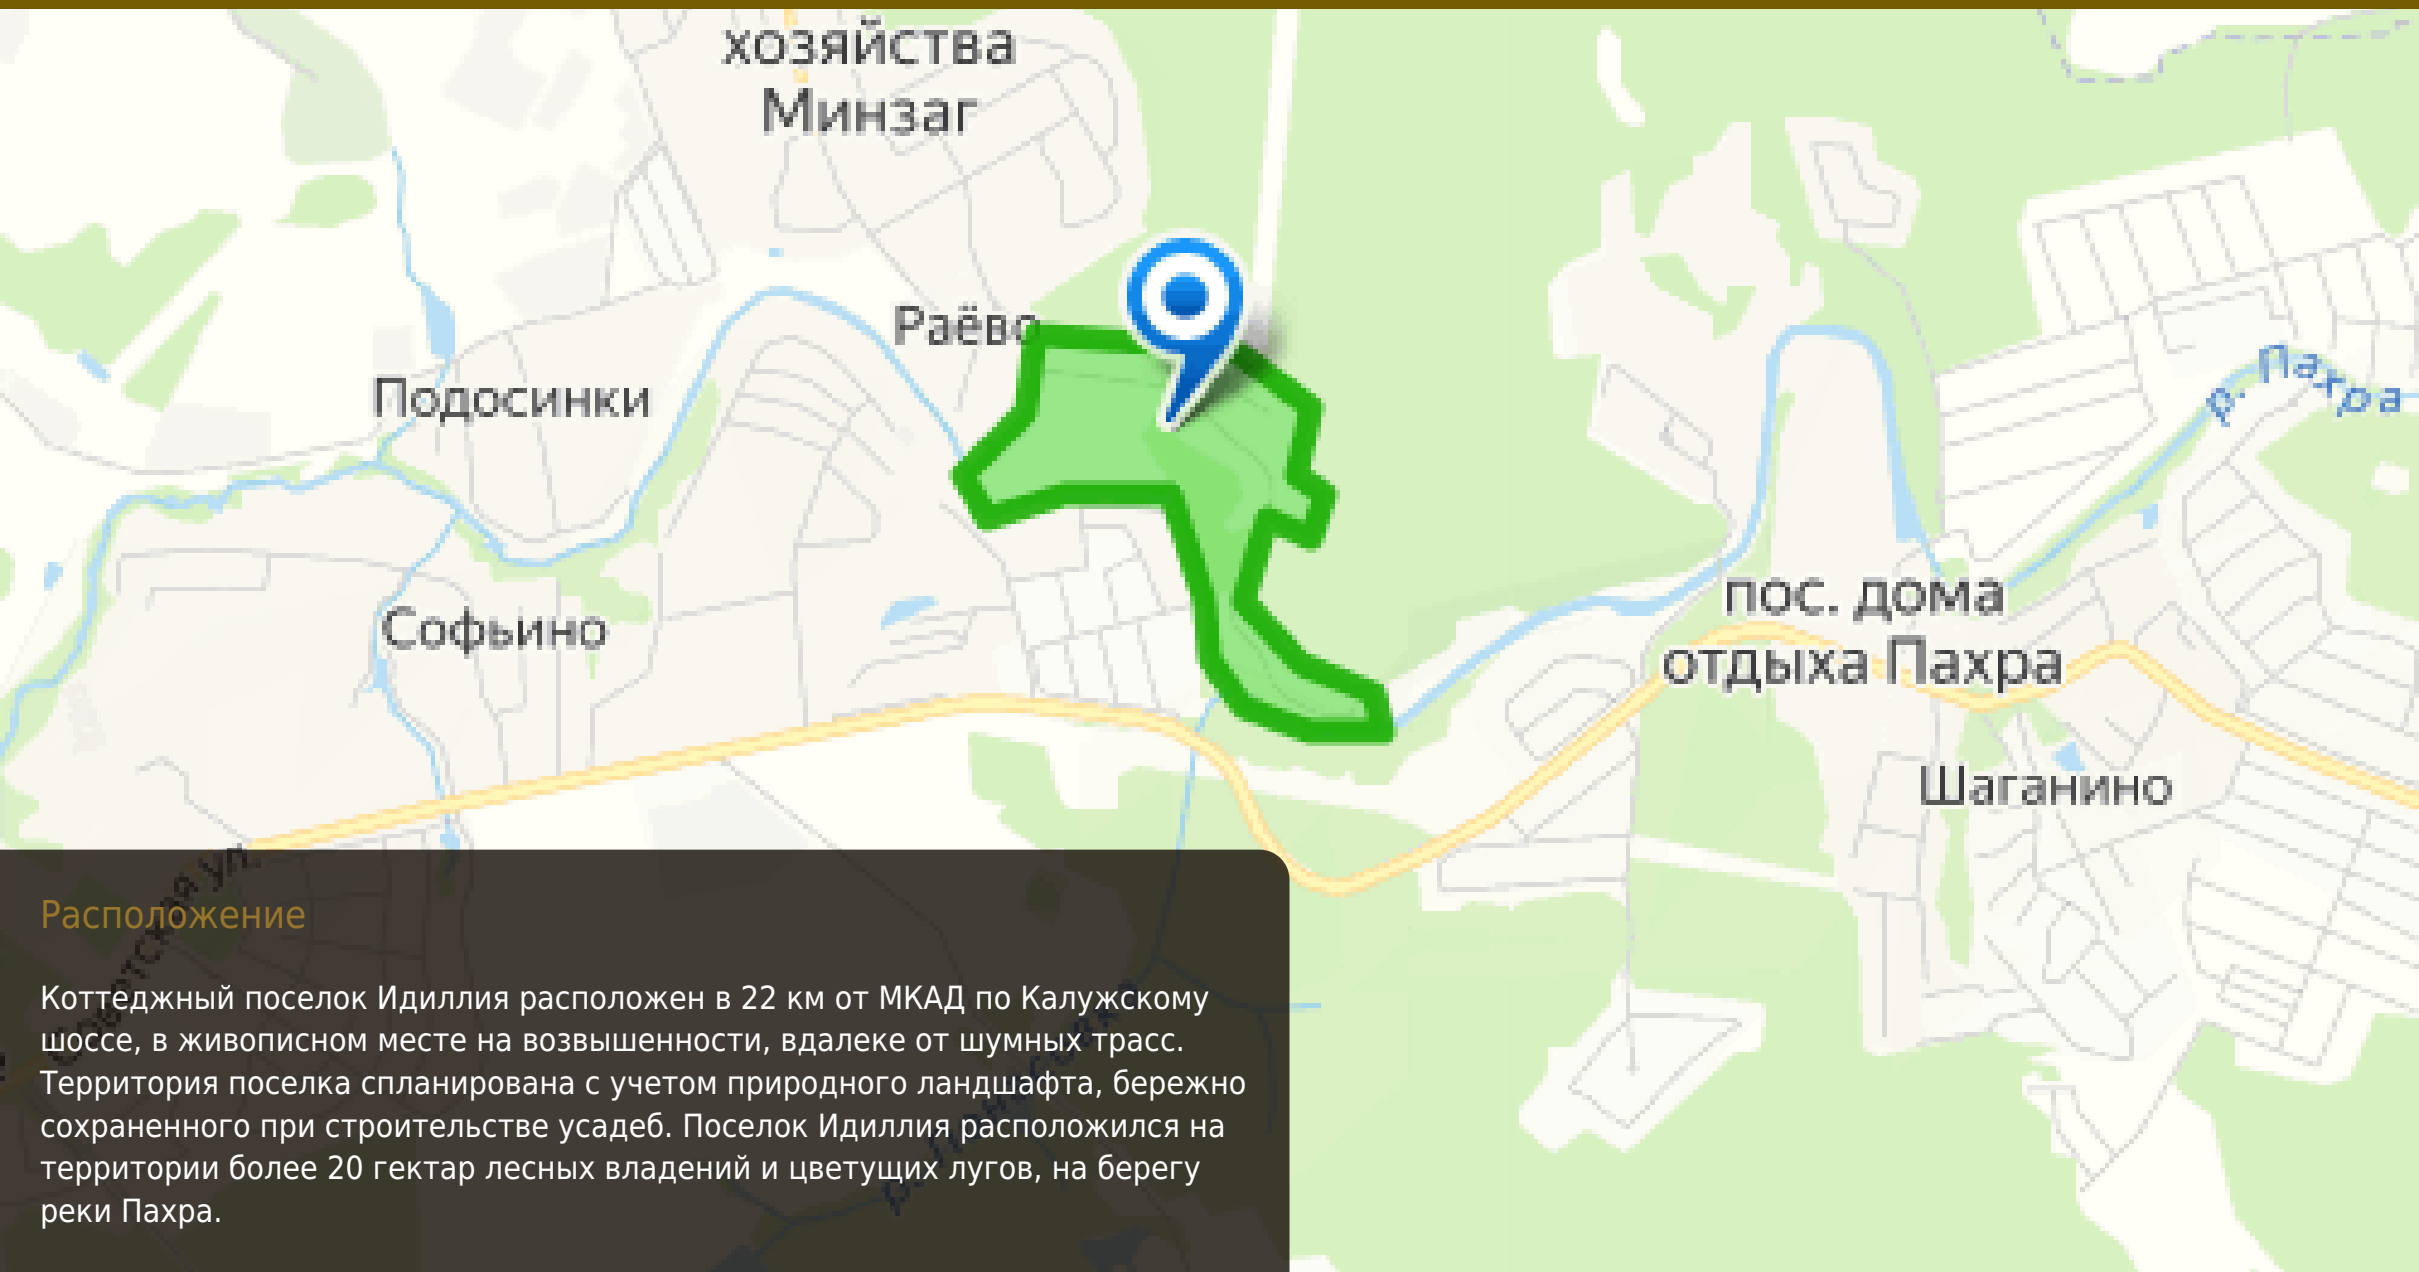 хозяйства
Минзаг
Раёво
Подосинки
р. Пахра
Софьино
пос. дома
отдыха Пахра
Шаганино
Советская ул.
Расположение
Коттеджный поселок Идиллия расположен в 22 км от МКАД по Калужскому
шоссе, в живописном месте на возвышенности, вдалеке от шумных трасс.
Территория поселка спланирована с учетом природного ландшафта, бережно
сохраненного при строительстве усадеб. Поселок Идиллия расположился на
территории более 20 гектар лесных владений и цветущих лугов, на берегу
реки Пахра.